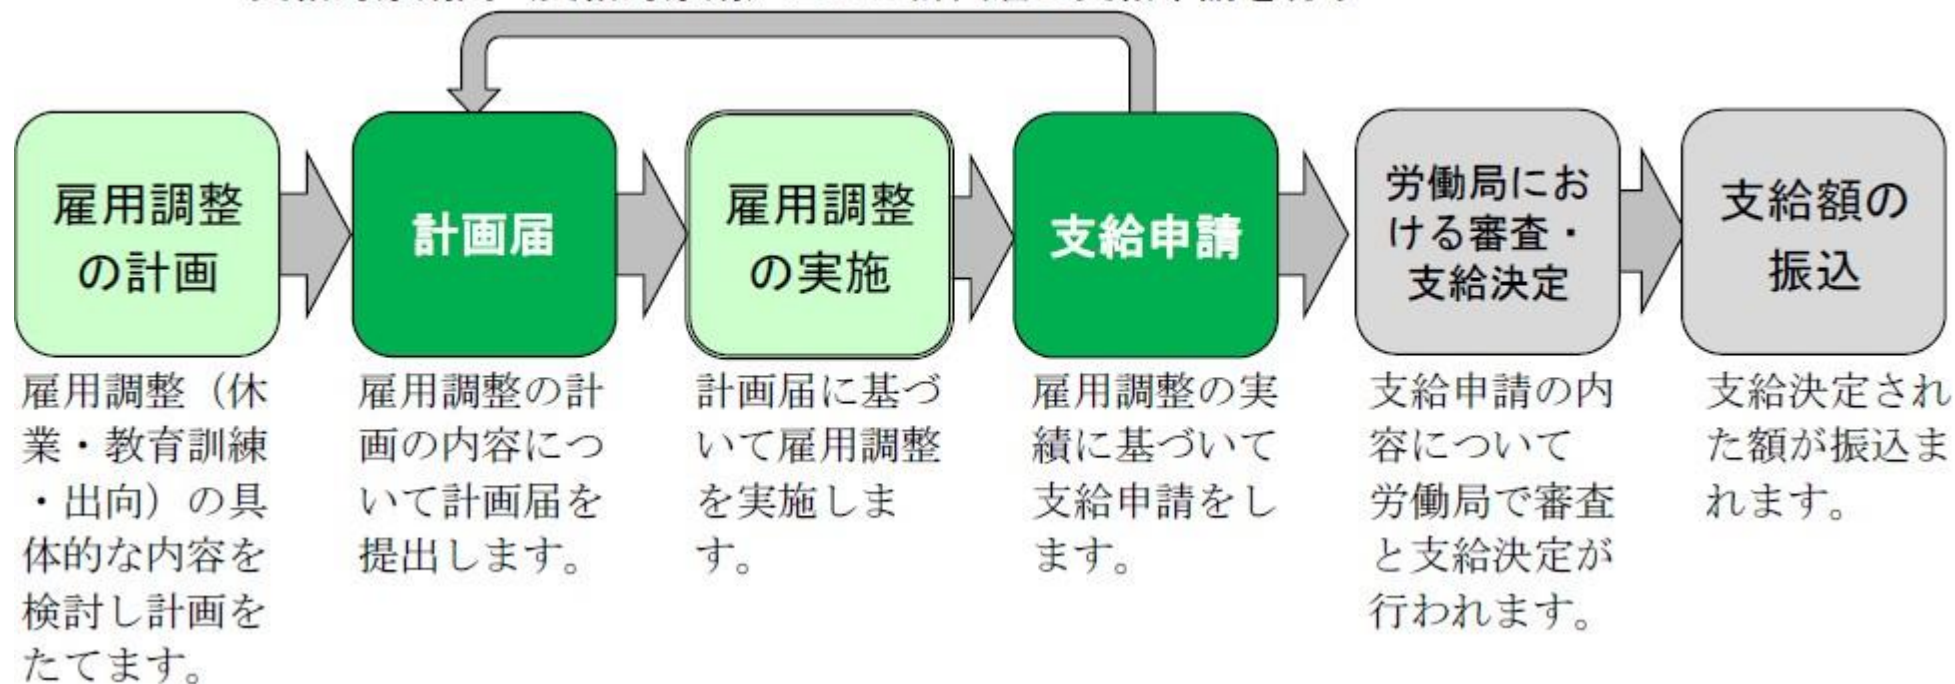 雇用調整
の計画
計画届
雇用調整
の実施
支給申請
労働局にお
ける審査・
支給決定
支給額の
振込
雇用調整（休
業・教育訓練
・出向）の具
体的な内容を
検討し計画を
たてます。
雇用調整の計
画の内容につ
いて計画届を
提出します。
計画届に基づ
いて雇用調整
を実施しま
す。
雇用調整の実
績に基づいて
支給申請をし
ます。
支給申請の内
容について
労働局で審査
と支給決定が
行われます。
支給決定され
た額が振込ま
れます。